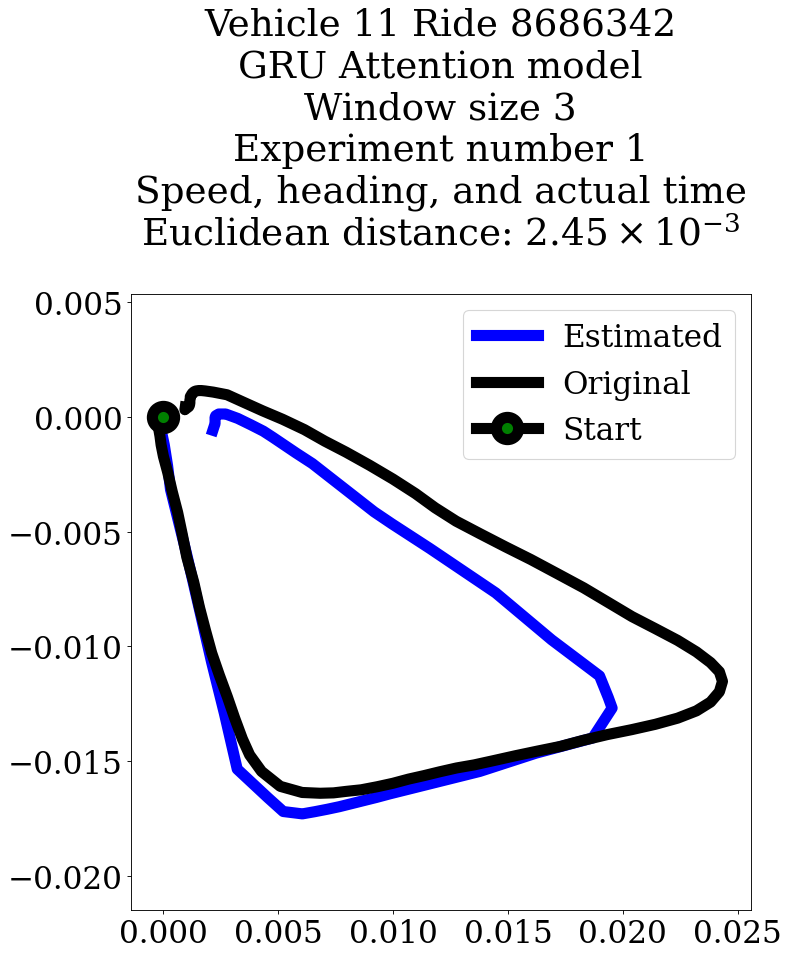 Vehicle 11 Ride 8686342
GRU Attention model
Window size 3
Experiment number 1
Speed, heading, and actual time
Euclidean distance: 2.45 × 10⁻³
0.005
0.000
−0.005
−0.010
−0.015
−0.020
Estimated
Original
Start
0.000 0.005 0.010 0.015 0.020 0.025